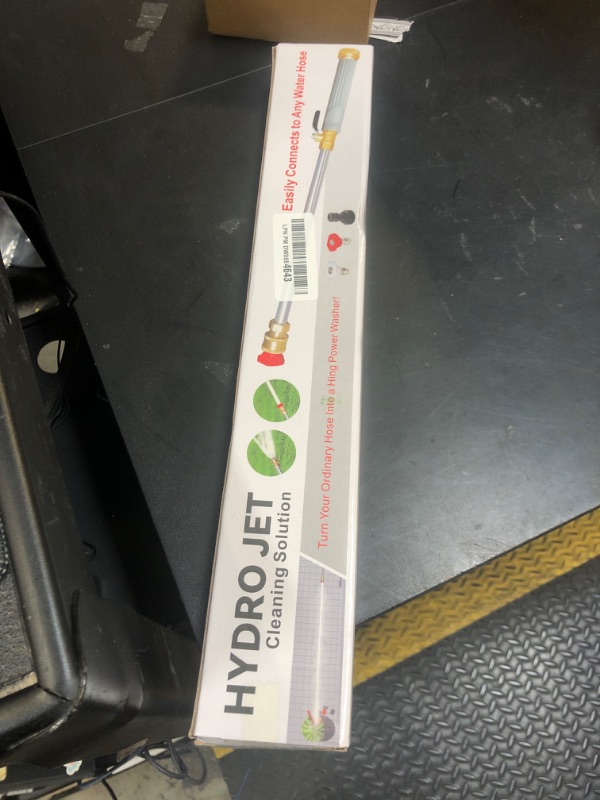 HYDRO JET
Cleaning Solution
Easily Connects to Any Water Hose
Turn Your Ordinary Hose Into a Hing Power Washer!